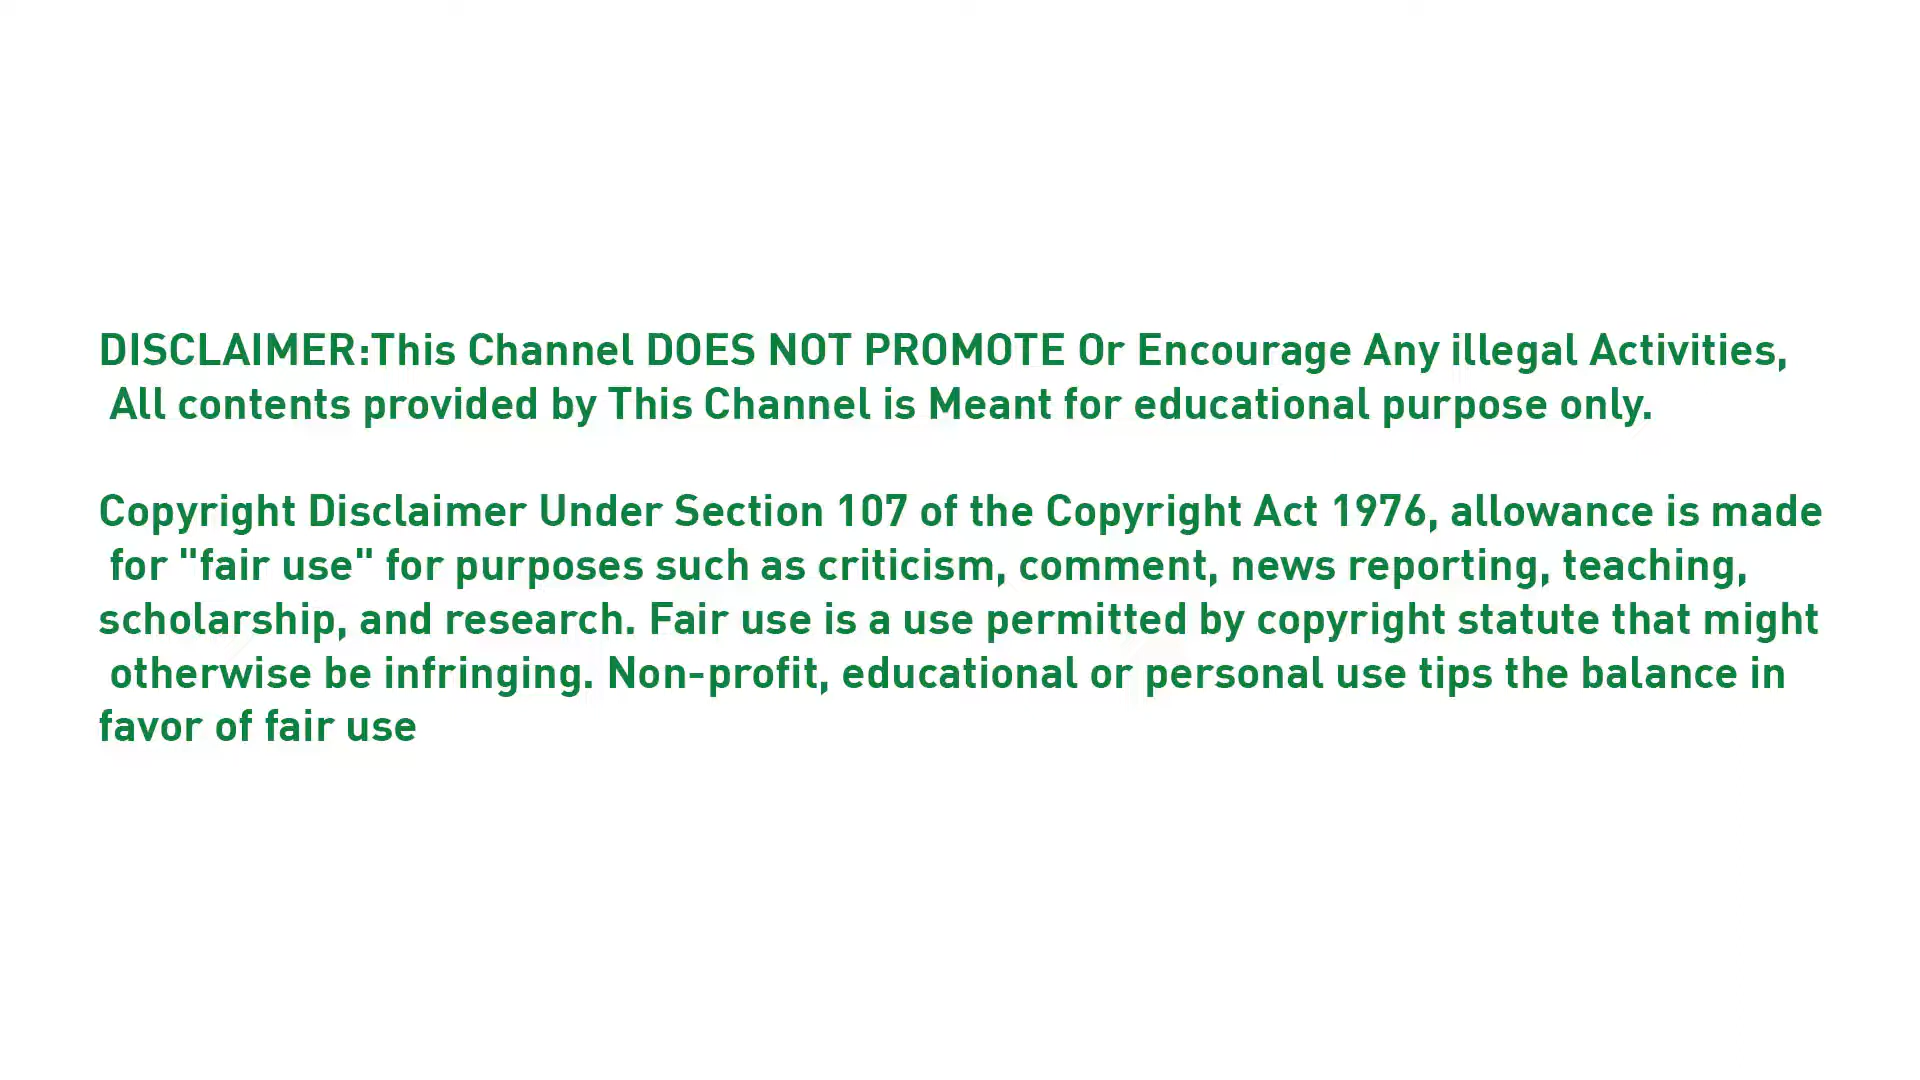 DISCLAIMER:This Channel DOES NOT PROMOTE Or Encourage Any illegal Activities,
All contents provided by This Channel is Meant for educational purpose only.
Copyright Disclaimer Under Section 107 of the Copyright Act 1976, allowance is made
for "fair use" for purposes such as criticism, comment, news reporting, teaching,
scholarship, and research. Fair use is a use permitted by copyright statute that might
otherwise be infringing. Non-profit, educational or personal use tips the balance in
favor of fair use